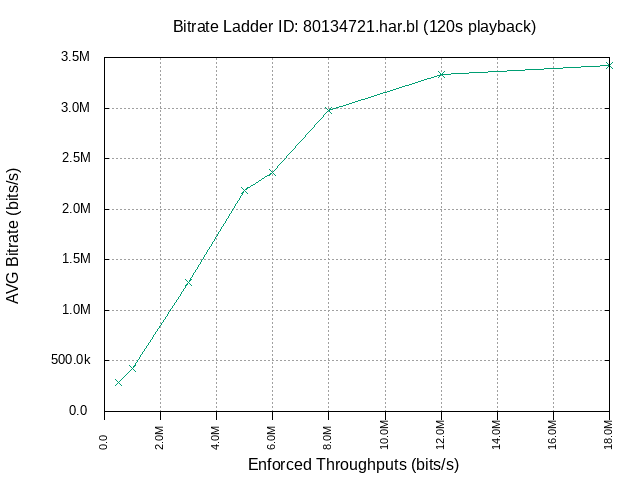 Bitrate Ladder ID: 80134721.har.bl (120s playback)
3.5M
3.0M
2.5M
2.0M
1.5M
1.0M
500.0k
0.0
AVG Bitrate (bits/s)
0.0 2.0M 4.0M 6.0M 8.0M 10.0M 12.0M 14.0M 16.0M 18.0M
Enforced Throughputs (bits/s)